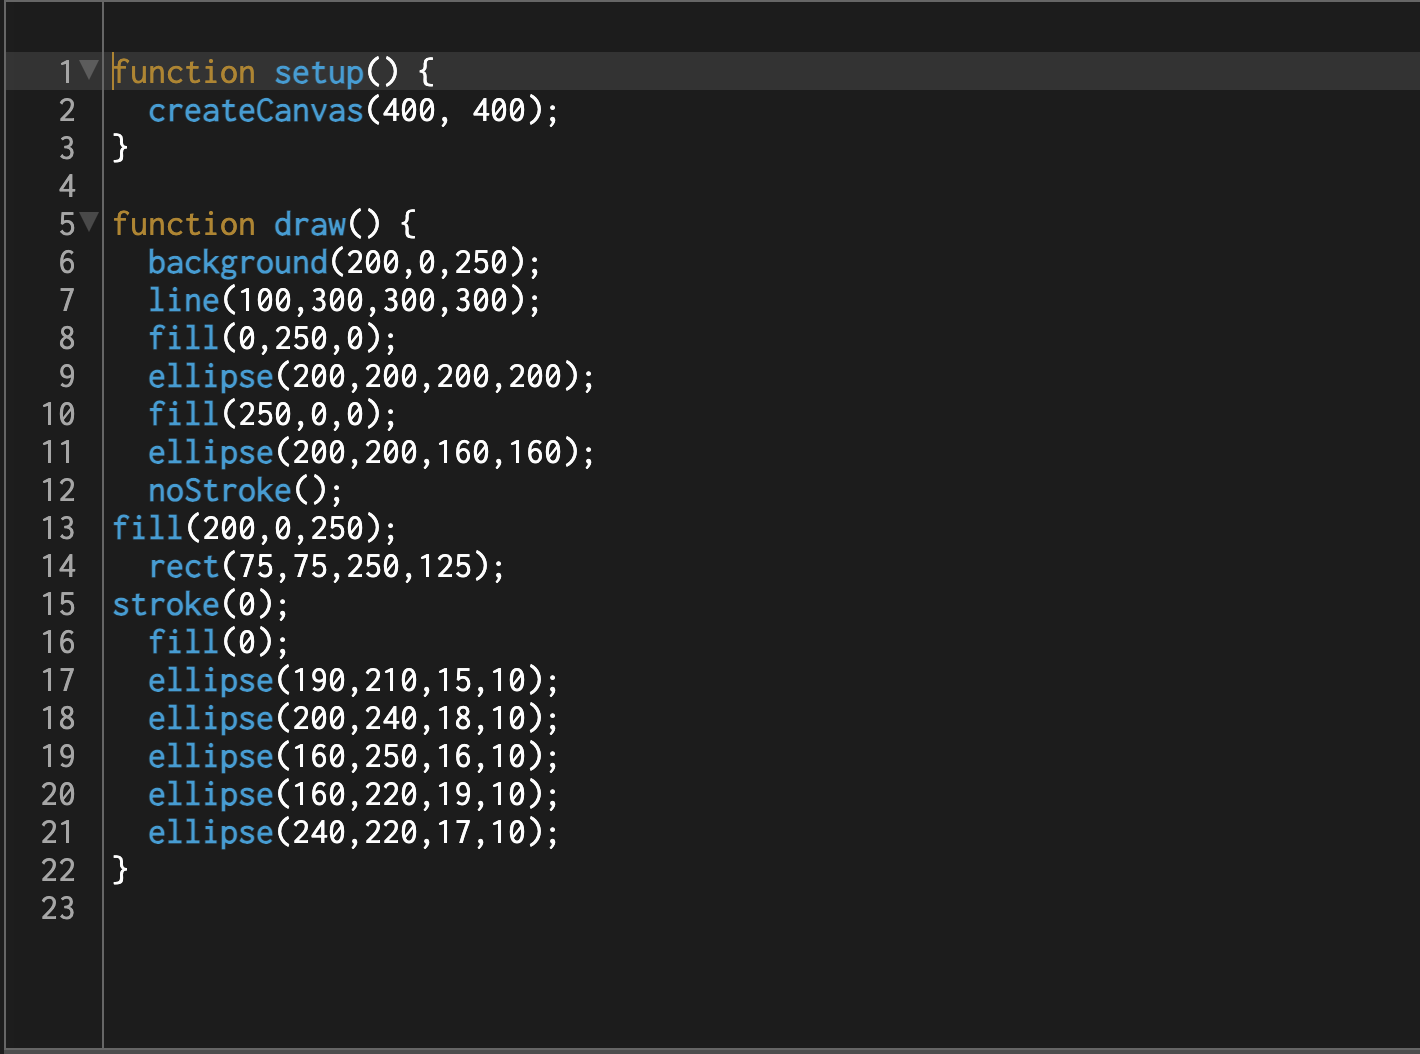 1 function setup() {
2 createCanvas(400, 400);
3 }
4
5 function draw() {
6 background(200,0,250);
7 line(100,300,300,300);
8 fill(0,250,0);
9 ellipse(200,200,200,200);
10 fill(250,0,0);
11 ellipse(200,200,160,160);
12 noStroke();
13 fill(200,0,250);
14 rect(75,75,250,125);
15 stroke(0);
16 fill(0);
17 ellipse(190,210,15,10);
18 ellipse(200,240,18,10);
19 ellipse(160,250,16,10);
20 ellipse(160,220,19,10);
21 ellipse(240,220,17,10);
22 }
23